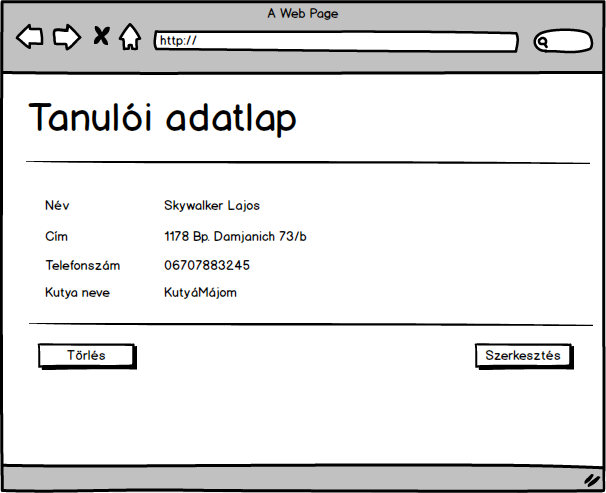 A Web Page
http://
Tanulói adatlap
Név Skywalker Lajos
Cím 1178 Bp. Damjanich 73/b
Telefonszám 06707883245
Kutya neve KutyáMájom
Törlés Szerkesztés